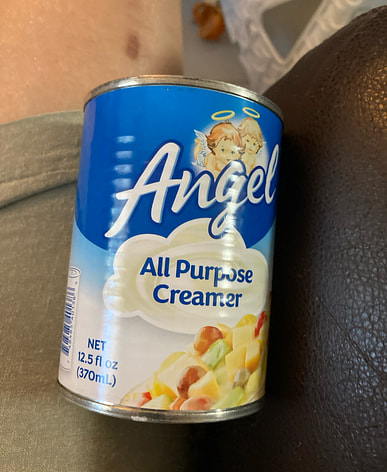 Angel
All Purpose
Creamer
NET
12.5 fl oz
(370mL)